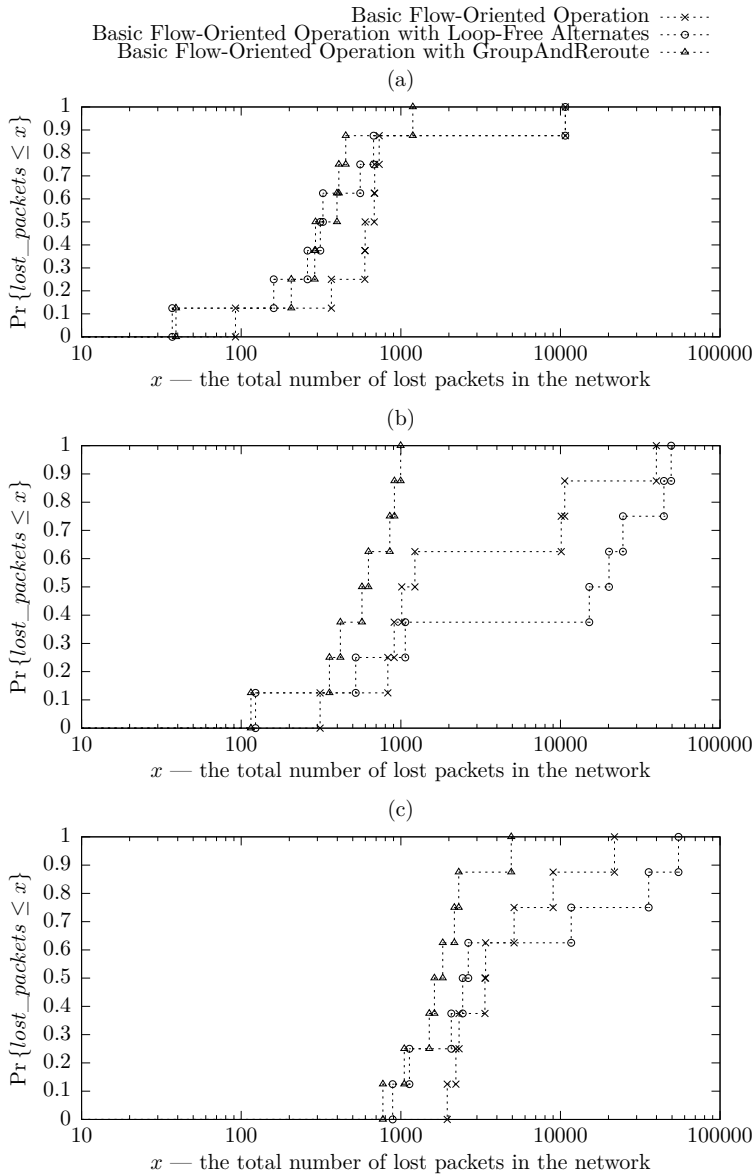 Basic Flow-Oriented Operation
Basic Flow-Oriented Operation with Loop-Free Alternates
Basic Flow-Oriented Operation with GroupAndReroute
(a)
Pr{lost_packets ≤ x}
1
0.9
0.8
0.7
0.6
0.5
0.4
0.3
0.2
0.1
0
10 100 1000 10000 100000
x — the total number of lost packets in the network
(b)
Pr{lost_packets ≤ x}
1
0.9
0.8
0.7
0.6
0.5
0.4
0.3
0.2
0.1
0
10 100 1000 10000 100000
x — the total number of lost packets in the network
(c)
Pr{lost_packets ≤ x}
1
0.9
0.8
0.7
0.6
0.5
0.4
0.3
0.2
0.1
0
10 100 1000 10000 100000
x — the total number of lost packets in the network